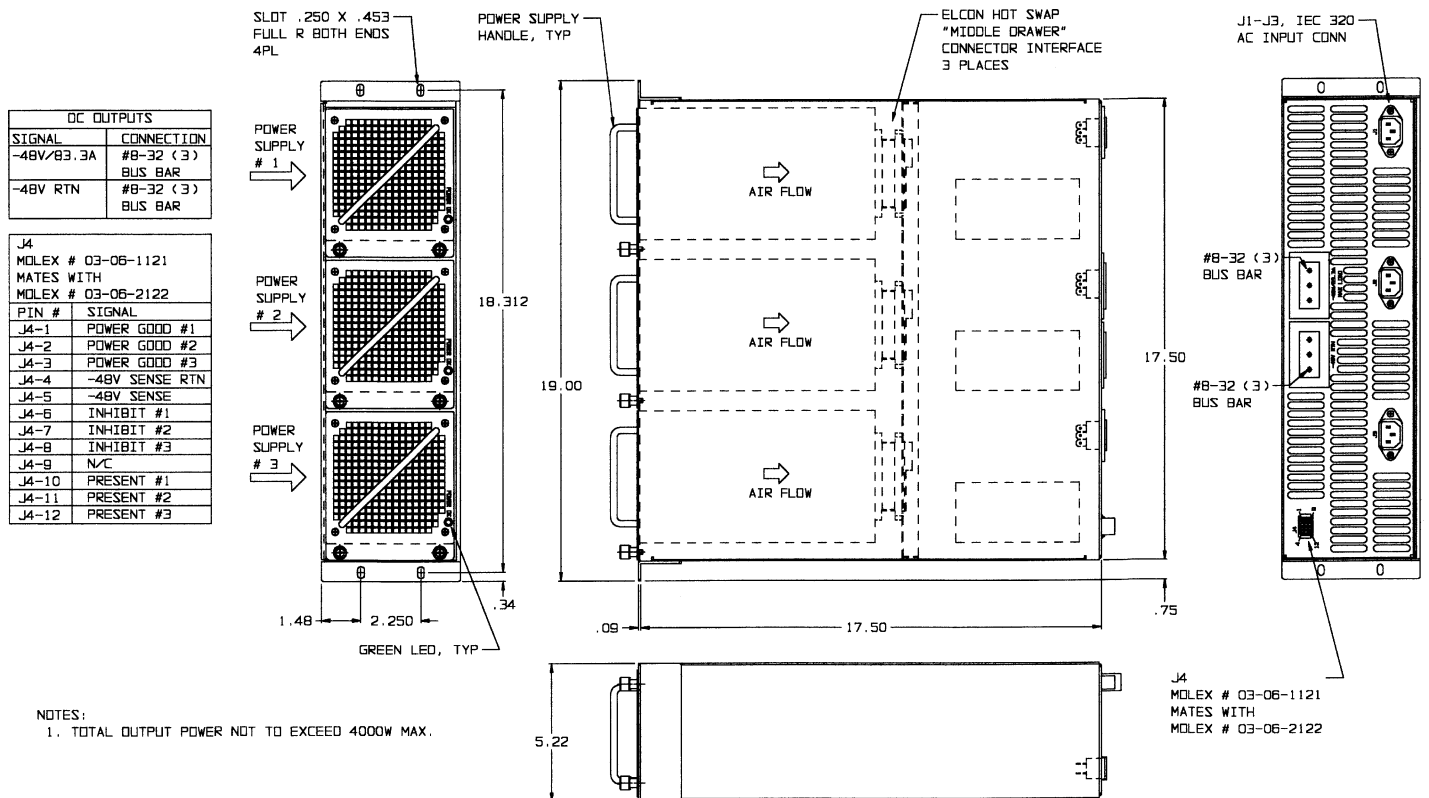 SLOT .250 X .453
FULL R BOTH ENDS
4PL
POWER SUPPLY
HANDLE, TYP
ELCON HOT SWAP
"MIDDLE DRAWER"
CONNECTOR INTERFACE
3 PLACES
J1-J3, IEC 320
AC INPUT CONN
DC OUTPUTS
SIGNAL CONNECTION
-48V/83.3A #8-32 (3)
BUS BAR
-48V RTN #8-32 (3)
BUS BAR
J4
MOLEX # 03-06-1121
MATES WITH
MOLEX # 03-06-2122
PIN # SIGNAL
J4-1 POWER GOOD #1
J4-2 POWER GOOD #2
J4-3 POWER GOOD #3
J4-4 -48V SENSE RTN
J4-5 -48V SENSE
J4-6 INHIBIT #1
J4-7 INHIBIT #2
J4-8 INHIBIT #3
J4-9 N/C
J4-10 PRESENT #1
J4-11 PRESENT #2
J4-12 PRESENT #3
POWER
SUPPLY
# 1
POWER
SUPPLY
# 2
POWER
SUPPLY
# 3
18.312
19.00
.34
1.48
2.250
GREEN LED, TYP
AIR FLOW
AIR FLOW
AIR FLOW
17.50
.75
.09
17.50
5.22
#8-32 (3)
BUS BAR
#8-32 (3)
BUS BAR
J4
1
4
12
J4
MOLEX # 03-06-1121
MATES WITH
MOLEX # 03-06-2122
NOTES:
1. TOTAL OUTPUT POWER NOT TO EXCEED 4000W MAX.